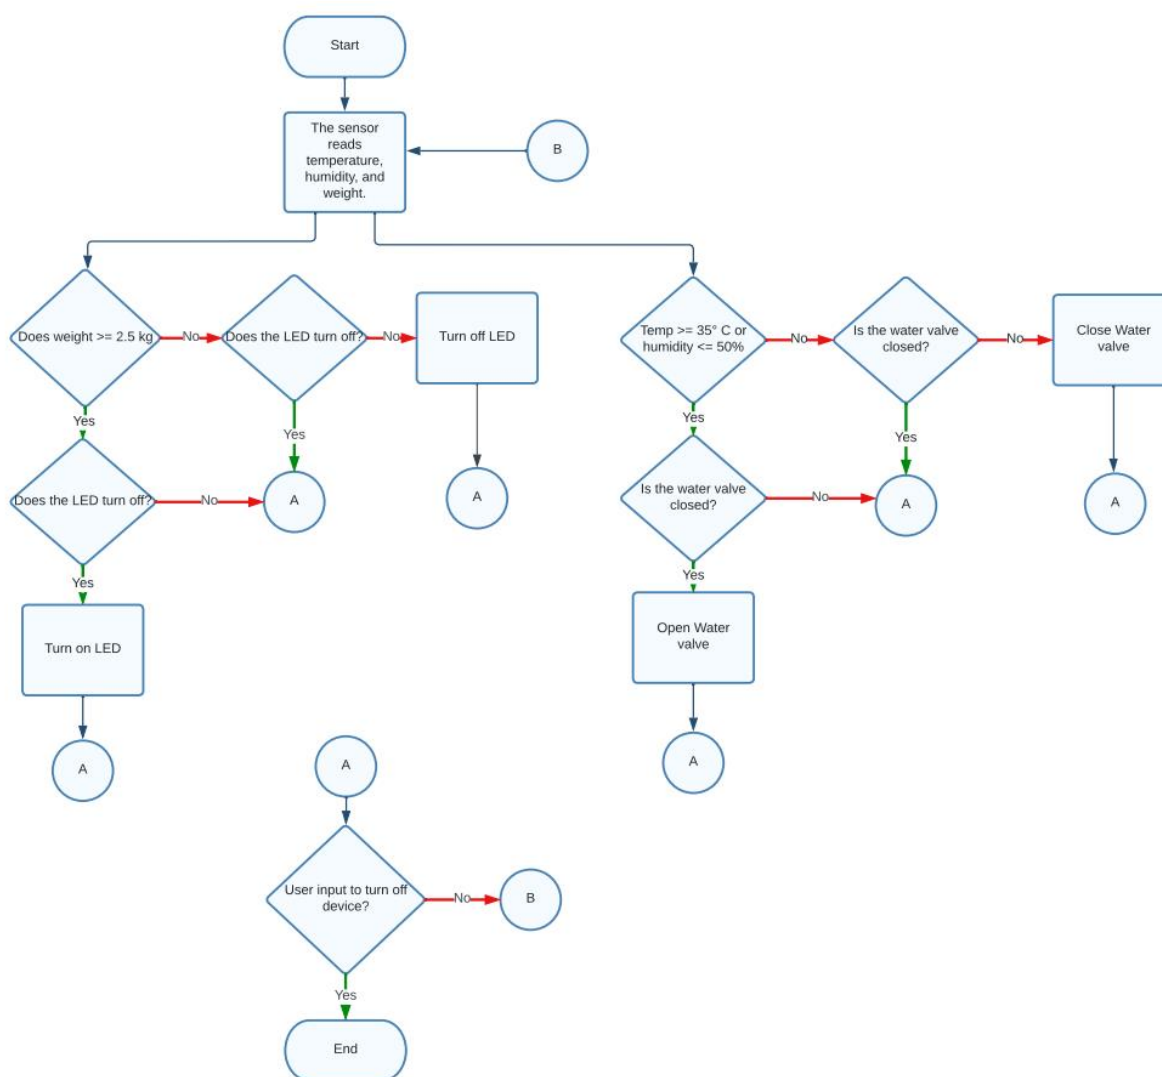 Start
The sensor
reads
temperature,
humidity, and
weight.
B
Does weight >= 2.5 kg
No
Does the LED turn off?
No
Turn off LED
Yes
Yes
A
A
Does the LED turn off?
No
Yes
Turn on LED
A
Temp >= 35° C or
humidity <= 50%
No
Is the water valve
closed?
No
Close Water
valve
Yes
Yes
A
A
Is the water valve
closed?
No
Yes
Open Water
valve
A
A
User input to turn off
device?
No
B
Yes
End